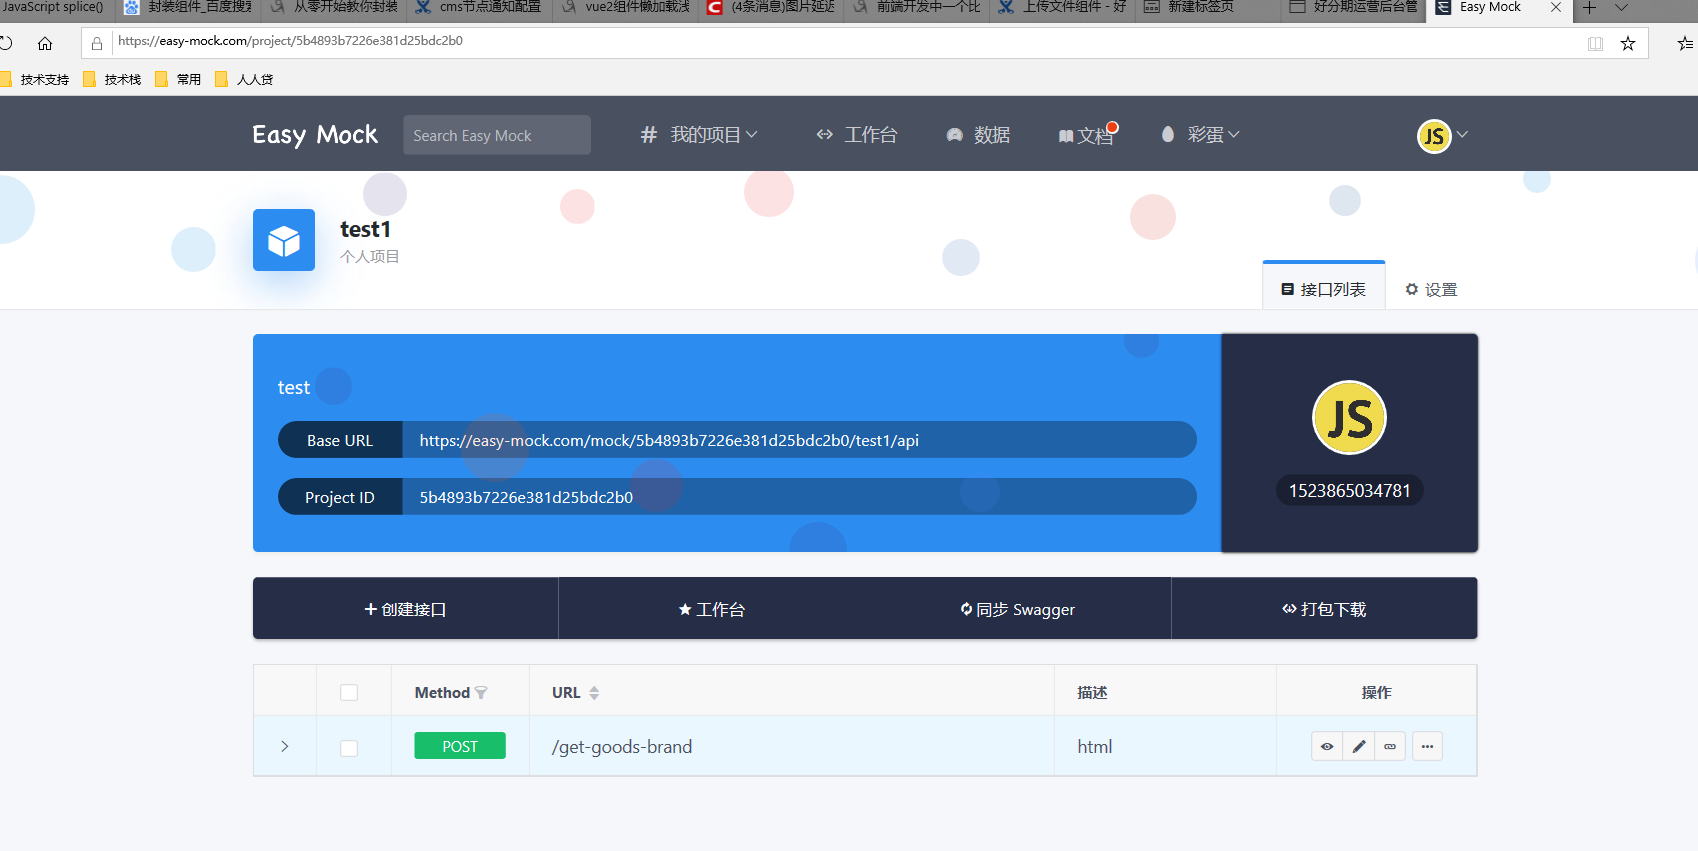 JavaScript splice()
封装组件_百度搜索
从零开始教你封装
cms节点通知配置
vue2组件懒加载浅
(4条消息)图片延迟
前端开发中一个比
上传文件组件 - 好
新建标签页
好分期运营后台管
Easy Mock
https://easy-mock.com/project/5b4893b7226e381d25bdc2b0
技术支持 技术栈 常用 人人贷
Easy Mock Search Easy Mock 我的项目 工作台 数据 文档 彩蛋 JS
test1
个人项目
接口列表 设置
test
Base URL https://easy-mock.com/mock/5b4893b7226e381d25bdc2b0/test1/api
Project ID 5b4893b7226e381d25bdc2b0
JS
1523865034781
创建接口 工作台 同步 Swagger 打包下载
Method URL 描述 操作
POST /get-goods-brand html